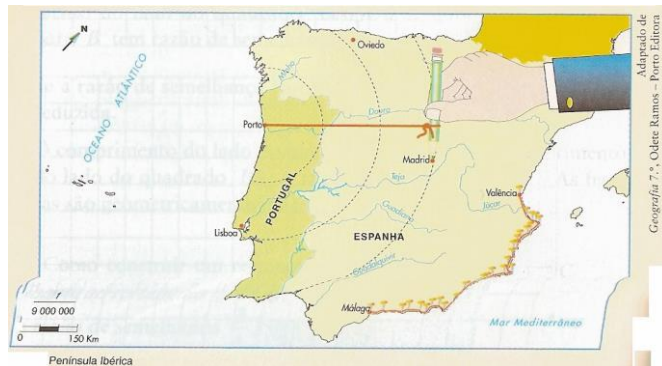 N
OCEANO ATLÂNTICO
Oviedo
Minho
Douro
Porto
Madrid
Tejo
PORTUGAL
Valência
Júcar
Guadiana
Lisboa
ESPANHA
Guadalquivir
Málaga
Mar Mediterrâneo
9 000 000
0 150 Km
Península Ibérica
Adaptado de
Geografia 7.º, Odete Ramos – Porto Editora